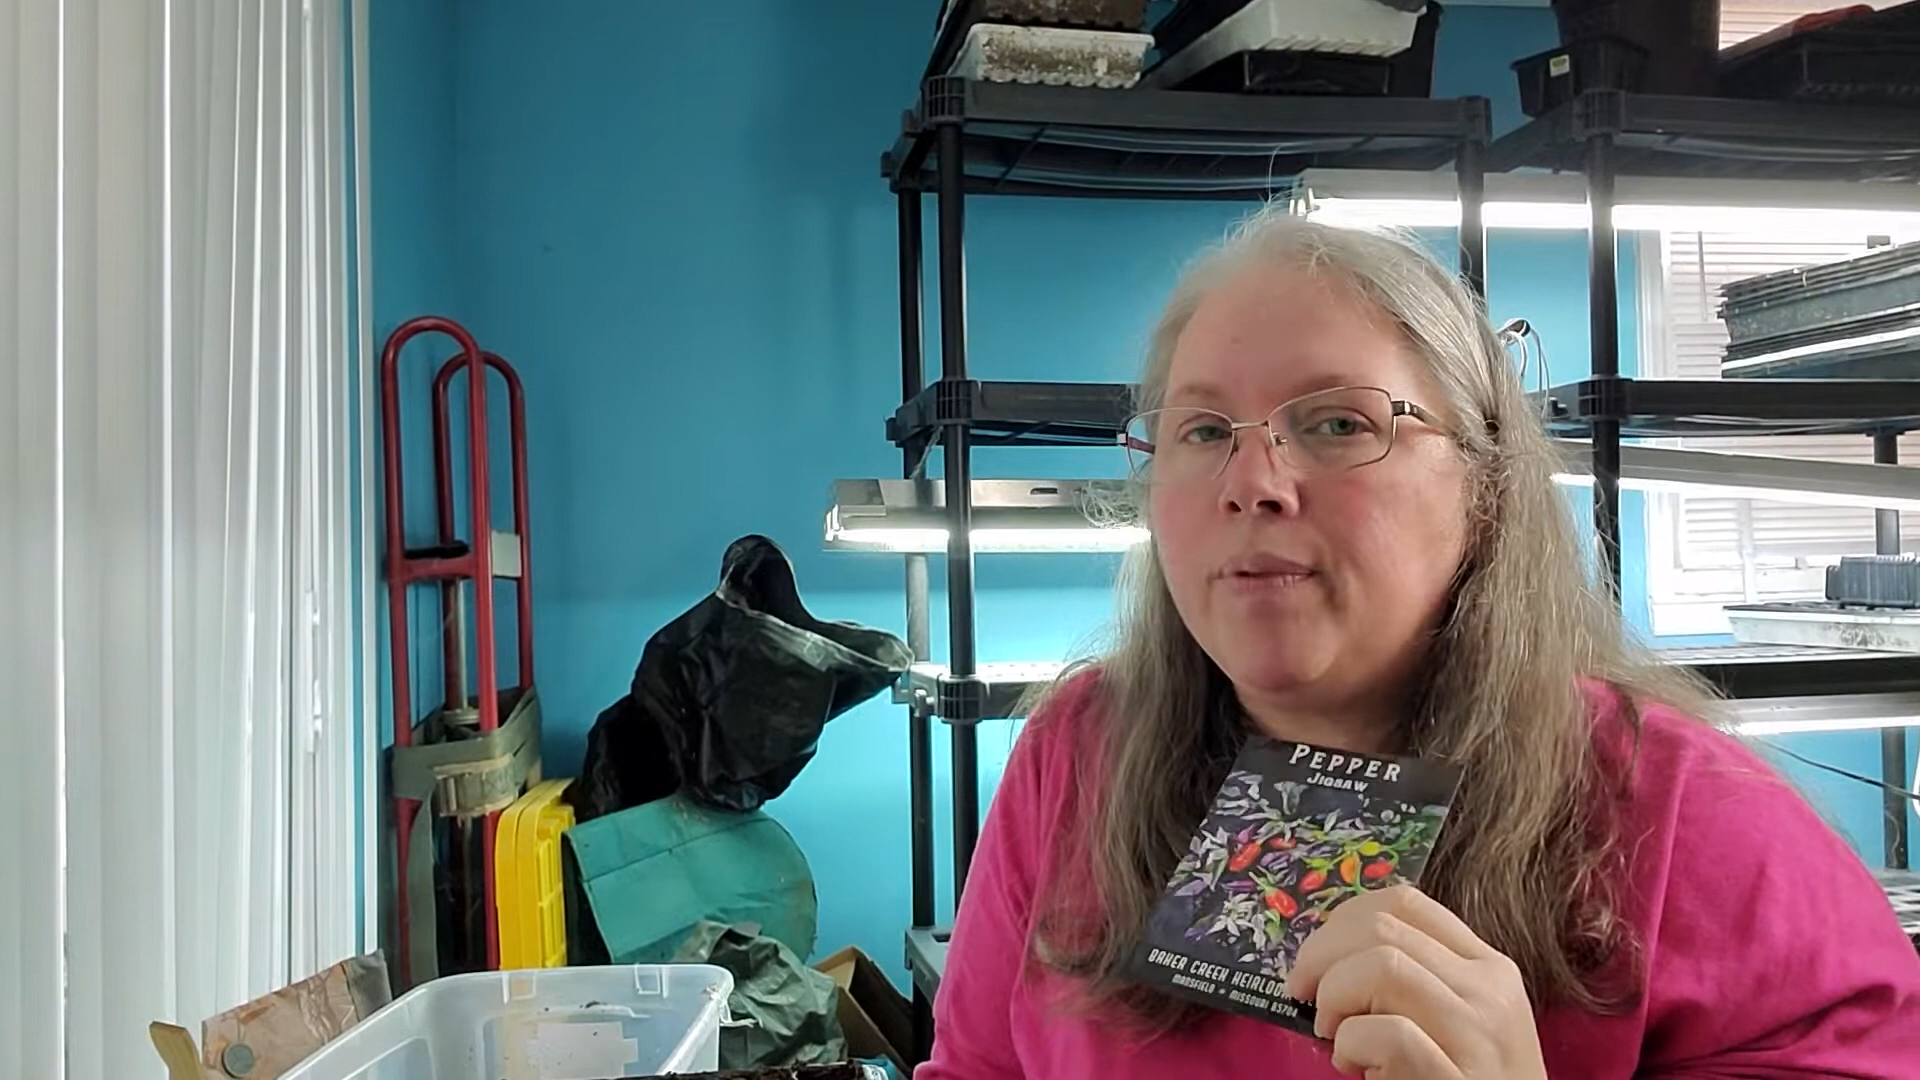 PEPPER
JIGSAW
BAKER CREEK HEIRLOOM
MANSFIELD • MISSOURI 65704